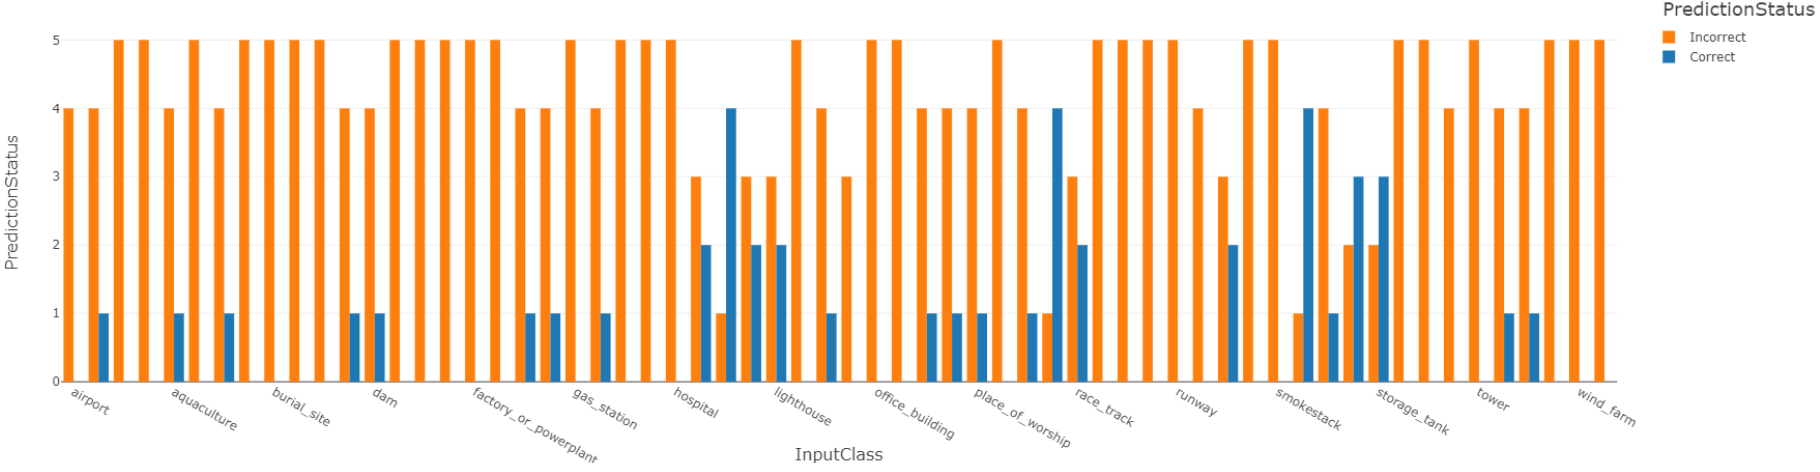 PredictionStatus
Incorrect
Correct
PredictionStatus
5
4
3
2
1
0
airport
aquaculture
burial_site
dam
factory_or_powerplant
gas_station
hospital
lighthouse
office_building
place_of_worship
race_track
runway
smokestack
storage_tank
tower
wind_farm
InputClass